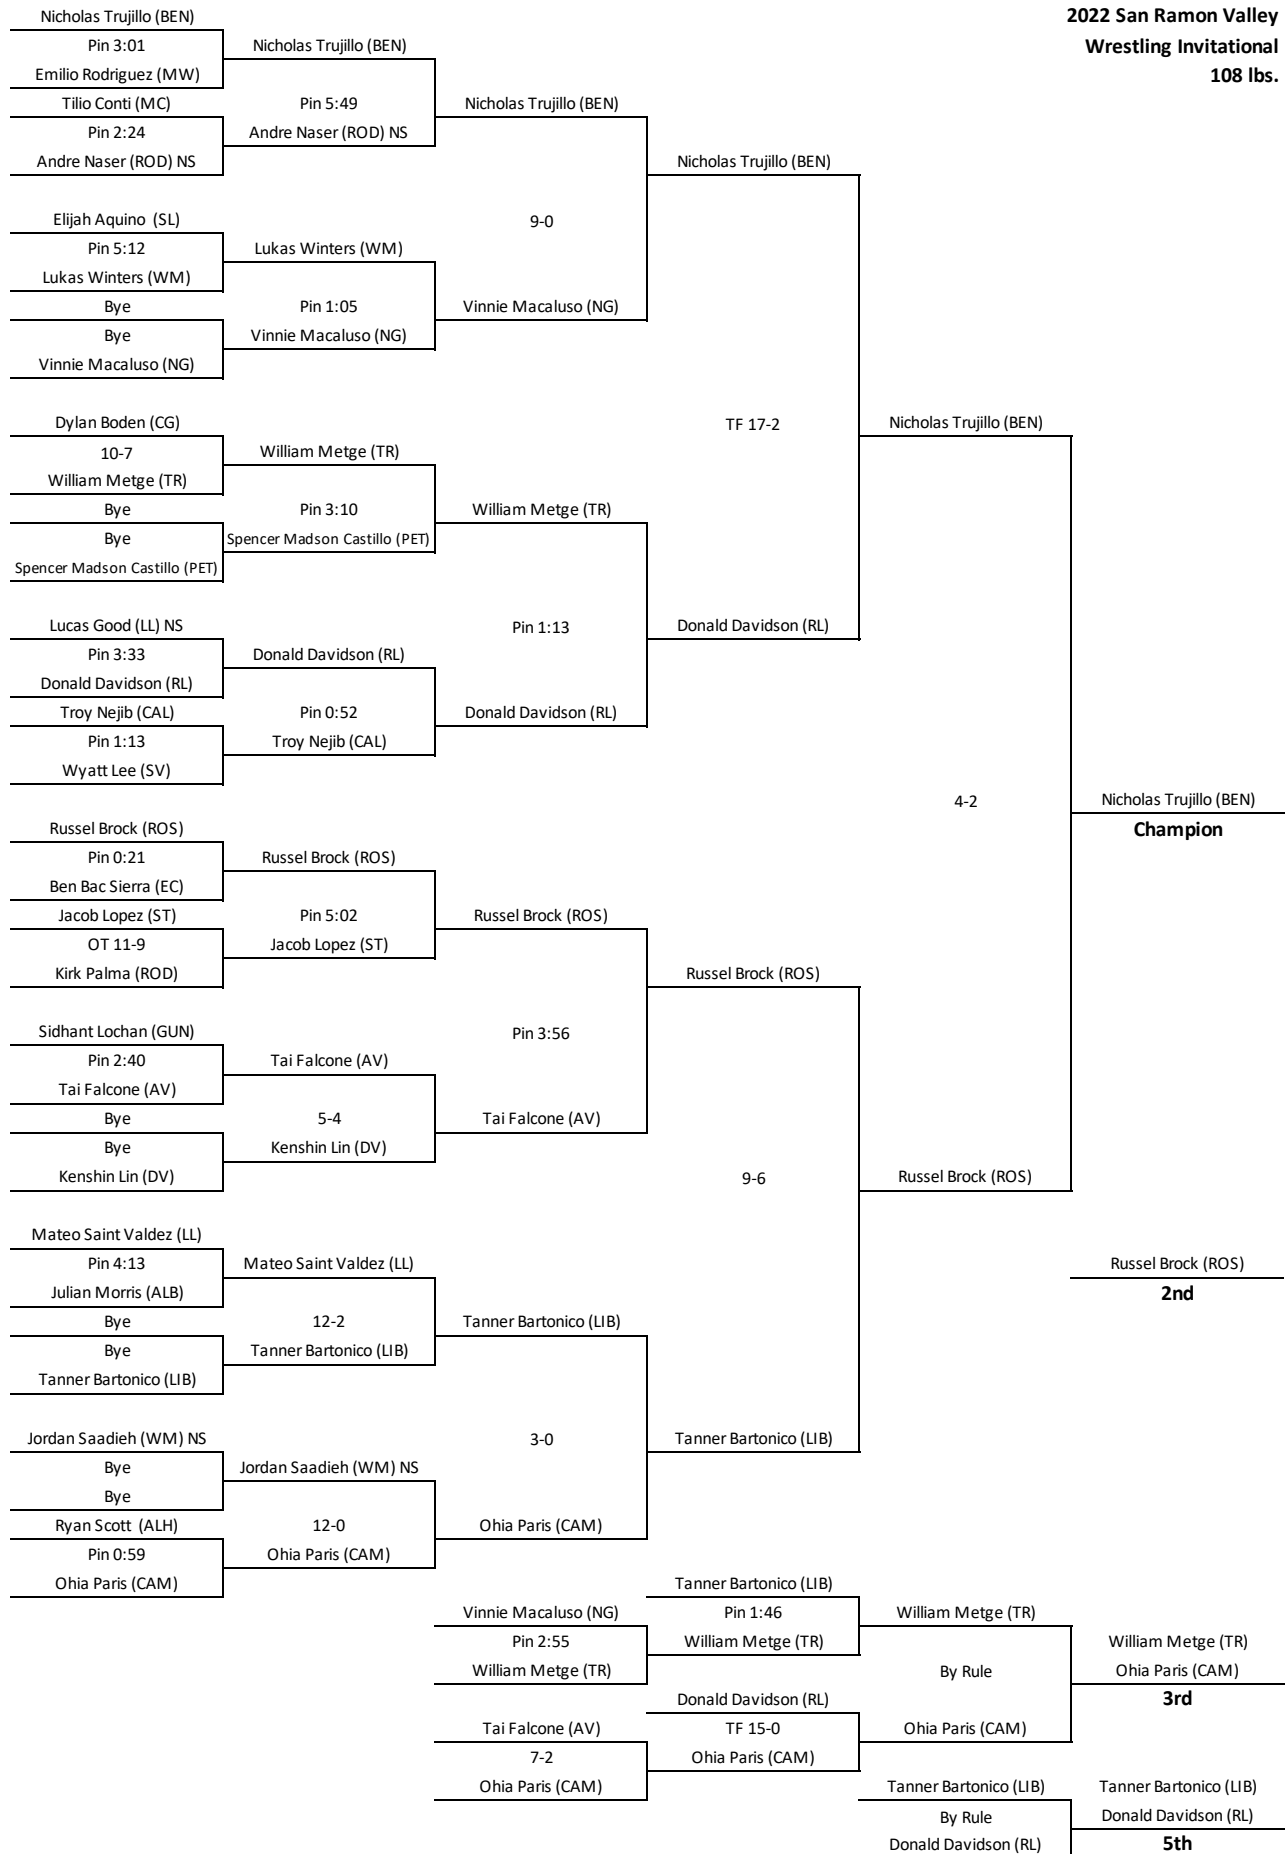 2022 San Ramon Valley
Wrestling Invitational
108 lbs.
Nicholas Trujillo (BEN)
Pin 3:01
Emilio Rodriguez (MW)
Tilio Conti (MC)
Pin 2:24
Andre Naser (ROD) NS
Elijah Aquino (SL)
Pin 5:12
Lukas Winters (WM)
Bye
Bye
Vinnie Macaluso (NG)
Dylan Boden (CG)
10-7
William Metge (TR)
Bye
Bye
Spencer Madson Castillo (PET)
Lucas Good (LL) NS
Pin 3:33
Donald Davidson (RL)
Troy Nejib (CAL)
Pin 1:13
Wyatt Lee (SV)
Russel Brock (ROS)
Pin 0:21
Ben Bac Sierra (EC)
Jacob Lopez (ST)
OT 11-9
Kirk Palma (ROD)
Sidhant Lochan (GUN)
Pin 2:40
Tai Falcone (AV)
Bye
Bye
Kenshin Lin (DV)
Mateo Saint Valdez (LL)
Pin 4:13
Julian Morris (ALB)
Bye
Bye
Tanner Bartonico (LIB)
Jordan Saadieh (WM) NS
Bye
Bye
Ryan Scott (ALH)
Pin 0:59
Ohia Paris (CAM)
Nicholas Trujillo (BEN)
Pin 5:49
Andre Naser (ROD) NS
Lukas Winters (WM)
Pin 1:05
Vinnie Macaluso (NG)
William Metge (TR)
Pin 3:10
Spencer Madson Castillo (PET)
Donald Davidson (RL)
Pin 0:52
Troy Nejib (CAL)
Russel Brock (ROS)
Pin 5:02
Jacob Lopez (ST)
Tai Falcone (AV)
5-4
Kenshin Lin (DV)
Mateo Saint Valdez (LL)
12-2
Tanner Bartonico (LIB)
Jordan Saadieh (WM) NS
12-0
Ohia Paris (CAM)
Nicholas Trujillo (BEN)
9-0
Vinnie Macaluso (NG)
William Metge (TR)
Pin 1:13
Donald Davidson (RL)
Russel Brock (ROS)
Pin 3:56
Tai Falcone (AV)
Tanner Bartonico (LIB)
3-0
Ohia Paris (CAM)
Nicholas Trujillo (BEN)
TF 17-2
Donald Davidson (RL)
Russel Brock (ROS)
9-6
Tanner Bartonico (LIB)
Nicholas Trujillo (BEN)
4-2
Russel Brock (ROS)
Nicholas Trujillo (BEN)
Champion
Russel Brock (ROS)
2nd
Vinnie Macaluso (NG)
Pin 2:55
William Metge (TR)
Tai Falcone (AV)
7-2
Ohia Paris (CAM)
Tanner Bartonico (LIB)
Pin 1:46
William Metge (TR)
Donald Davidson (RL)
TF 15-0
Ohia Paris (CAM)
William Metge (TR)
By Rule
Ohia Paris (CAM)
William Metge (TR)
Ohia Paris (CAM)
3rd
Tanner Bartonico (LIB)
By Rule
Donald Davidson (RL)
Tanner Bartonico (LIB)
Donald Davidson (RL)
5th